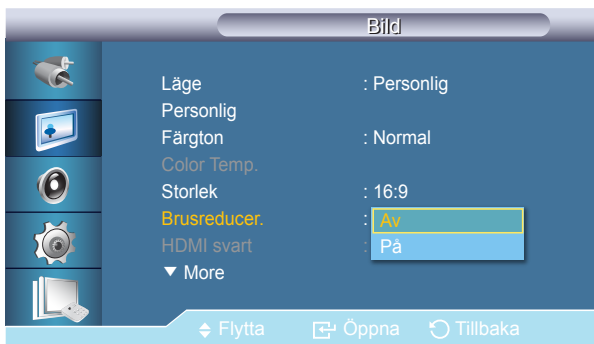 Bild
Läge : Personlig
Personlig
Färgton : Normal
Color Temp.
Storlek : 16:9
Brusreducer. : Av
HDMI svart : På
▼ More
Flytta Öppna Tillbaka